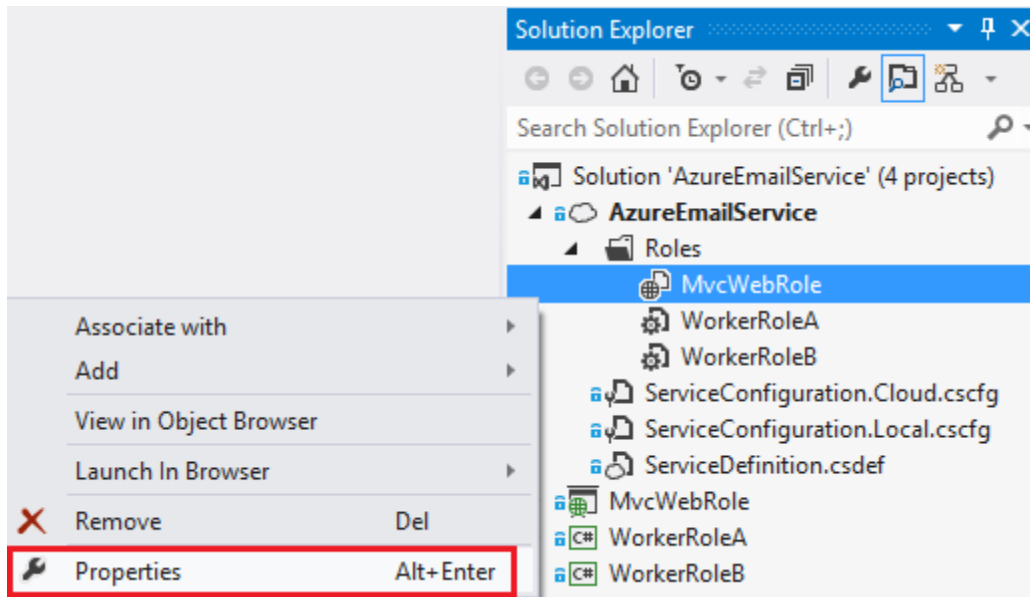 Solution Explorer
Search Solution Explorer (Ctrl+;)
Solution 'AzureEmailService' (4 projects)
AzureEmailService
Roles
MvcWebRole
WorkerRoleA
WorkerRoleB
ServiceConfiguration.Cloud.cscfg
ServiceConfiguration.Local.cscfg
ServiceDefinition.csdef
MvcWebRole
C# WorkerRoleA
C# WorkerRoleB
Associate with
Add
View in Object Browser
Launch In Browser
Remove Del
Properties Alt+Enter